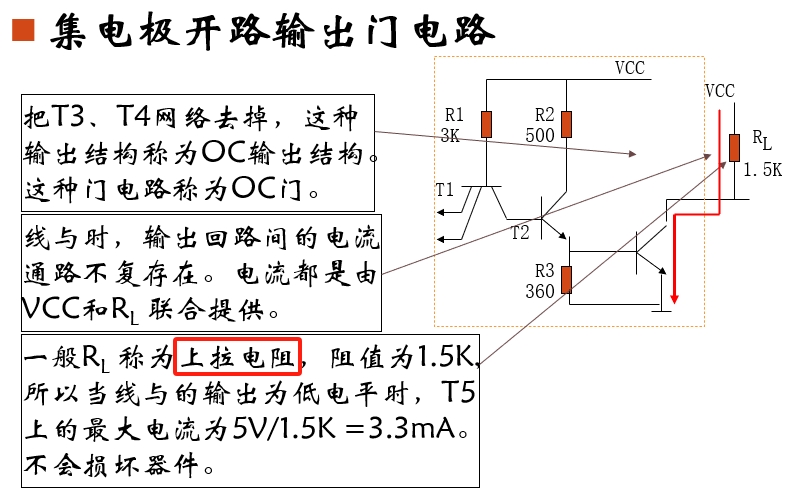 集电极开路输出门电路
把T3、T4网络去掉，这种
输出结构称为OC输出结构。
这种门电路称为OC门。
线与时，输出回路间的电流
通路不复存在。电流都是由
VCC和RL 联合提供。
一般RL 称为上拉电阻，阻值为1.5K，
所以当线与的输出为低电平时，T5
上的最大电流为5V/1.5K =3.3mA。
不会损坏器件。
VCC
VCC
R1
3K
R2
500
RL
1.5K
T1
T2
R3
360